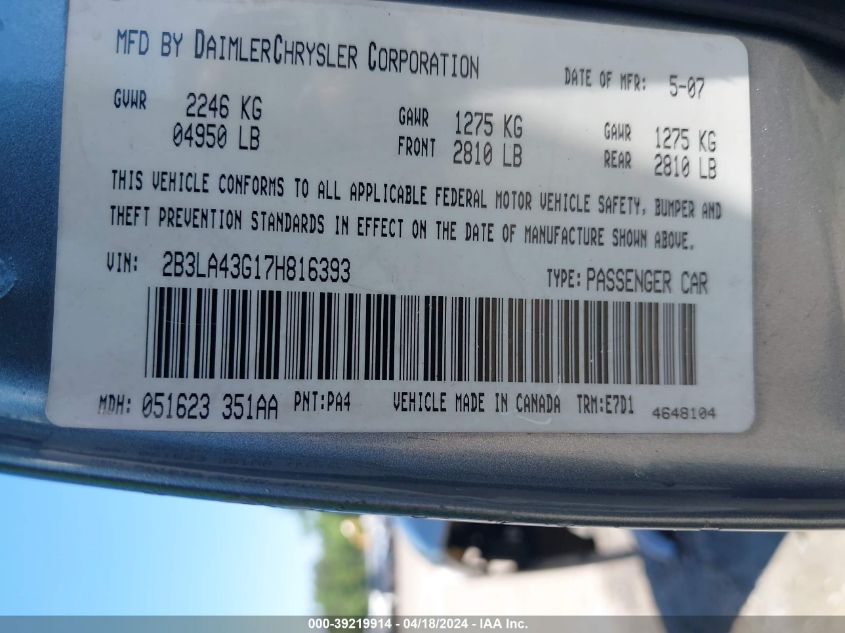 MFD BY DAIMLERCHRYSLER CORPORATION
DATE OF MFR: 5-07
GVWR 2246 KG
04950 LB
GAWR FRONT 1275 KG
2810 LB
GAWR REAR 1275 KG
2810 LB
THIS VEHICLE CONFORMS TO ALL APPLICABLE FEDERAL MOTOR VEHICLE SAFETY, BUMPER AND
THEFT PREVENTION STANDARDS IN EFFECT ON THE DATE OF MANUFACTURE SHOWN ABOVE.
VIN: 2B3LA43G17H816393 TYPE: PASSENGER CAR
MDH: 051623 351AA PNT:PA4 VEHICLE MADE IN CANADA TRM:E7D1 4648104
000-39219914 - 04/18/2024 - IAA Inc.